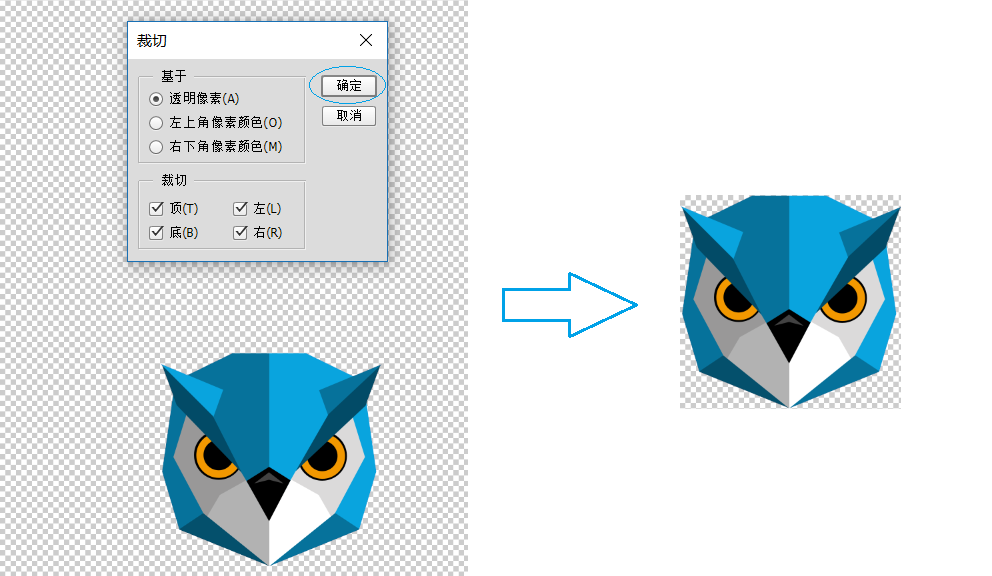 裁切
基于
透明像素(A)
左上角像素颜色(O)
右下角像素颜色(M)
确定
取消
裁切
顶(T) 左(L)
底(B) 右(R)